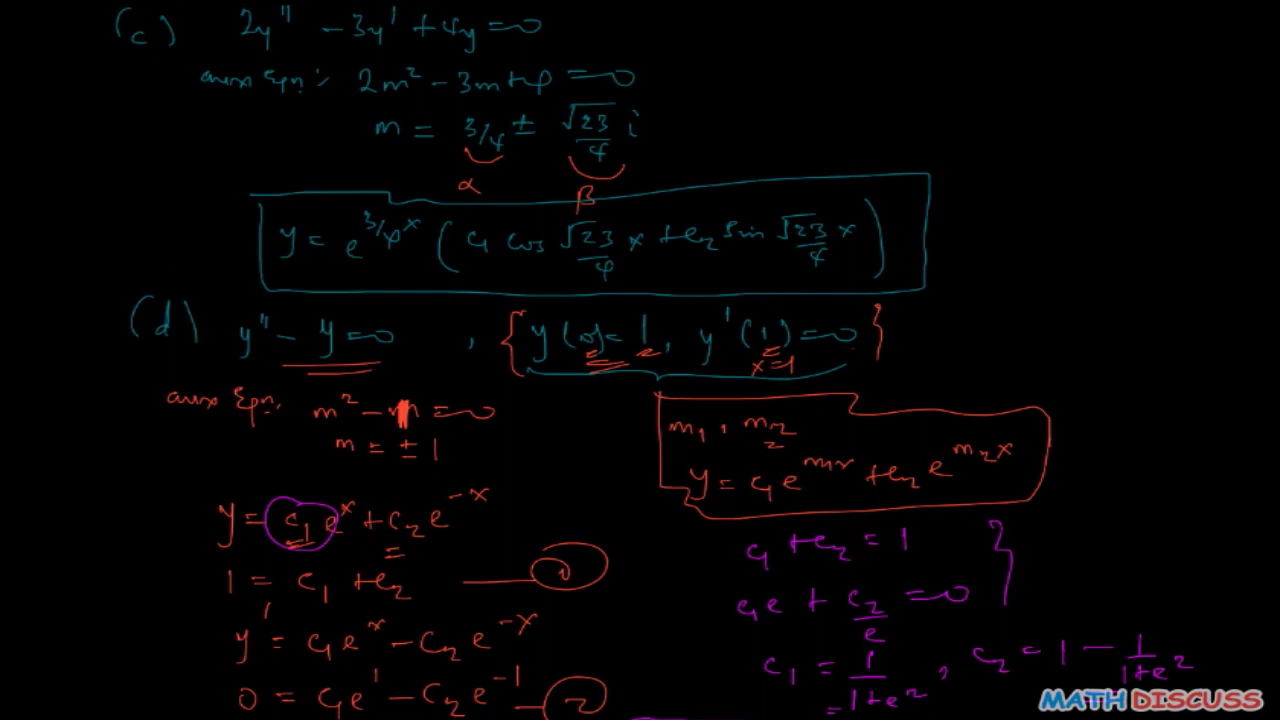 (c) 2y'' - 3y' + 4y = 0
aux Eqn: 2m² - 3m + 4 = 0
m = 3/4 ± √23/4 i
α β
y = e^(3/4 x) (c₁ cos √23/4 x + c₂ sin √23/4 x)
(d) y'' - y = 0 , { y(0) = 1, y'(1) = 0 }
x=1
aux Eqn: m² - = 0
m = ± 1
m₁, m₂
y = c₁e^(m₁x) + c₂e^(m₂x)
y = c₁e^x + c₂e^(-x)
1 = c₁ + c₂ — 1
y' = c₁e^x - c₂e^(-x)
0 = c₁e^1 - c₂e^(-1) — 2
c₁ + c₂ = 1 }
c₁e + c₂/e = 0
c₁ = 1/(1+e²) , c₂ = 1 - 1/(1+e²)
MATH DISCUSS